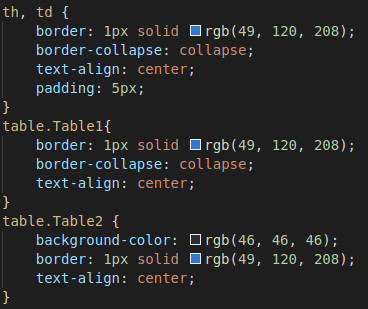 th, td {
    border: 1px solid rgb(49, 120, 208);
    border-collapse: collapse;
    text-align: center;
    padding: 5px;
}
table.Table1{
    border: 1px solid rgb(49, 120, 208);
    border-collapse: collapse;
    text-align: center;
}
table.Table2 {
    background-color: rgb(46, 46, 46);
    border: 1px solid rgb(49, 120, 208);
    text-align: center;
}